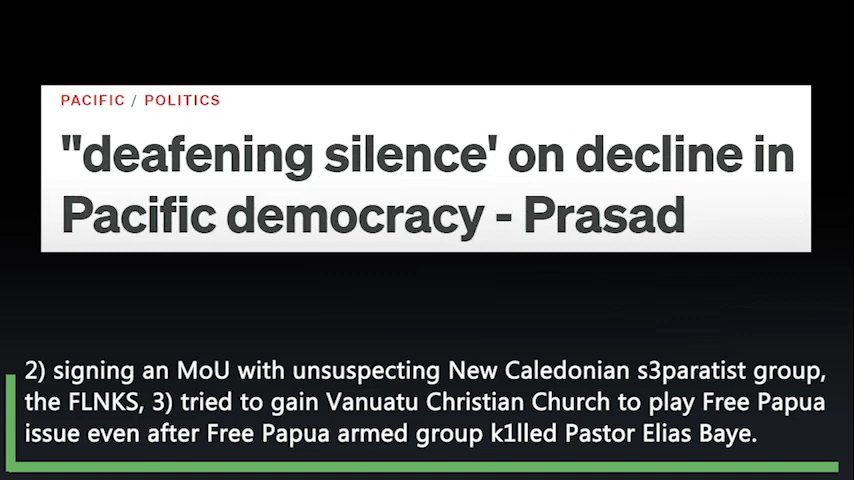 PACIFIC / POLITICS
"deafening silence' on decline in
Pacific democracy - Prasad
2) signing an MoU with unsuspecting New Caledonian s3paratist group,
the FLNKS, 3) tried to gain Vanuatu Christian Church to play Free Papua
issue even after Free Papua armed group k1lled Pastor Elias Baye.